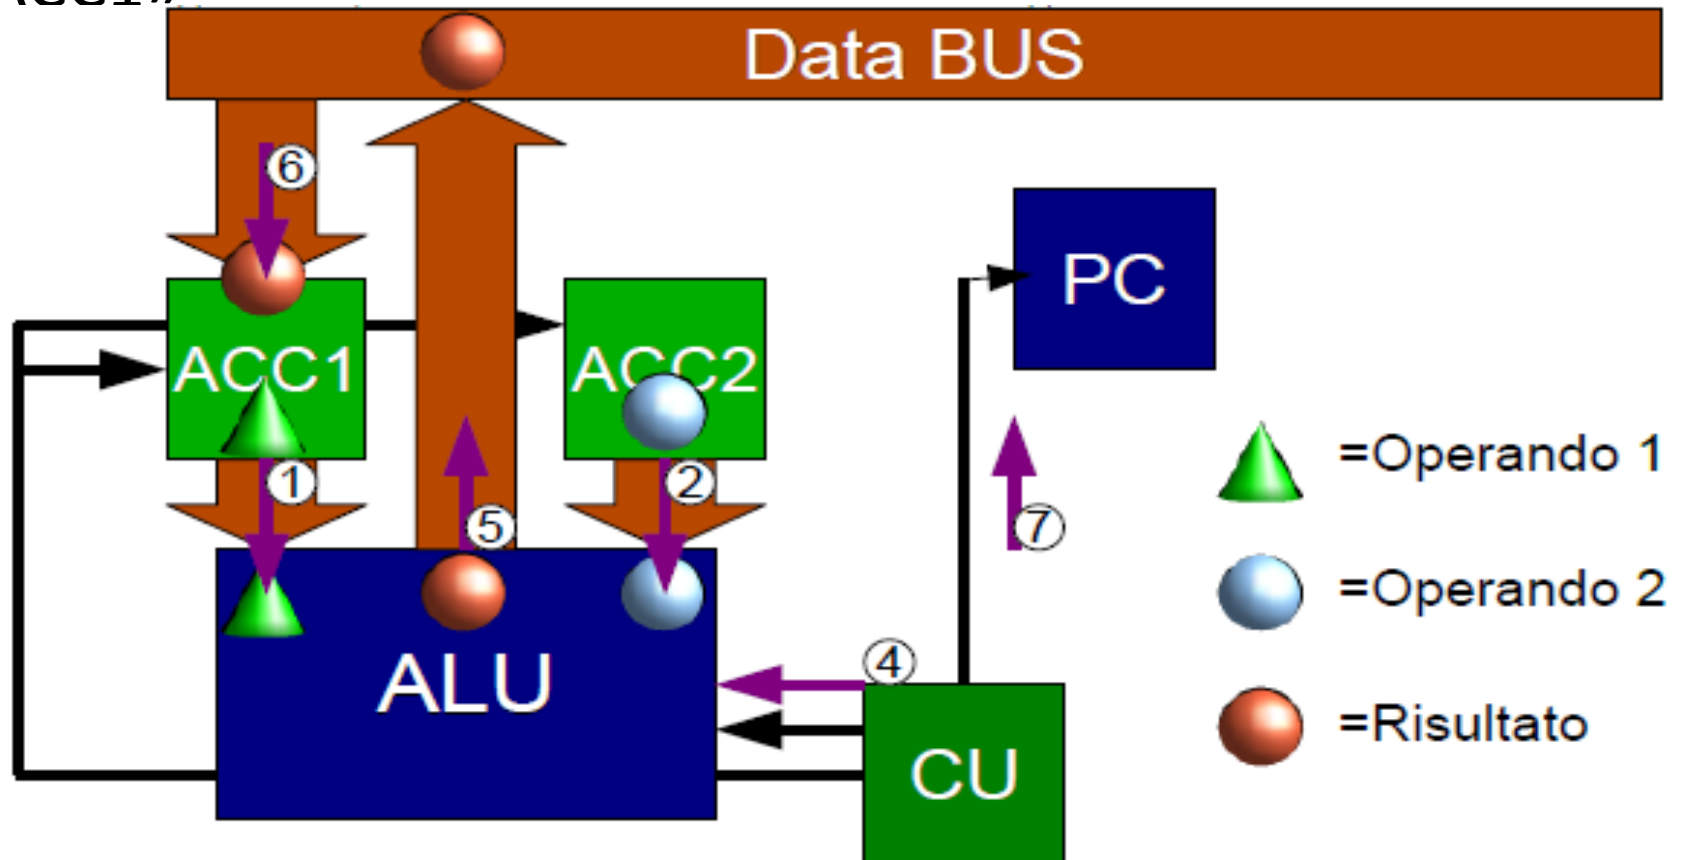 Data BUS
6
PC
ACC1
ACC2
1
2
5
7
=Operando 1
=Operando 2
4
ALU
=Risultato
CU